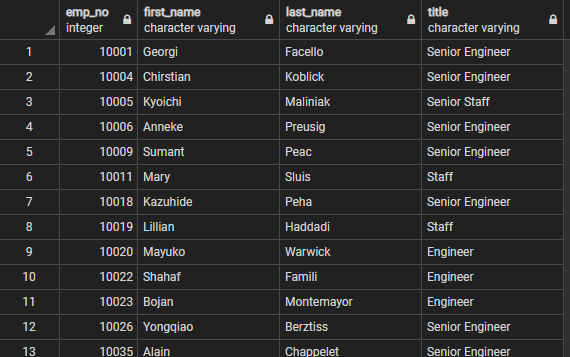 emp_no first_name last_name title
integer character varying character varying character varying
1 10001 Georgi Facello Senior Engineer
2 10004 Chirstian Koblick Senior Engineer
3 10005 Kyoichi Maliniak Senior Staff
4 10006 Anneke Preusig Senior Engineer
5 10009 Sumant Peac Senior Engineer
6 10011 Mary Sluis Staff
7 10018 Kazuhide Peha Senior Engineer
8 10019 Lillian Haddadi Staff
9 10020 Mayuko Warwick Engineer
10 10022 Shahaf Famili Engineer
11 10023 Bojan Montemayor Engineer
12 10026 Yongqiao Berztiss Senior Engineer
13 10035 Alain Chappelet Senior Engineer